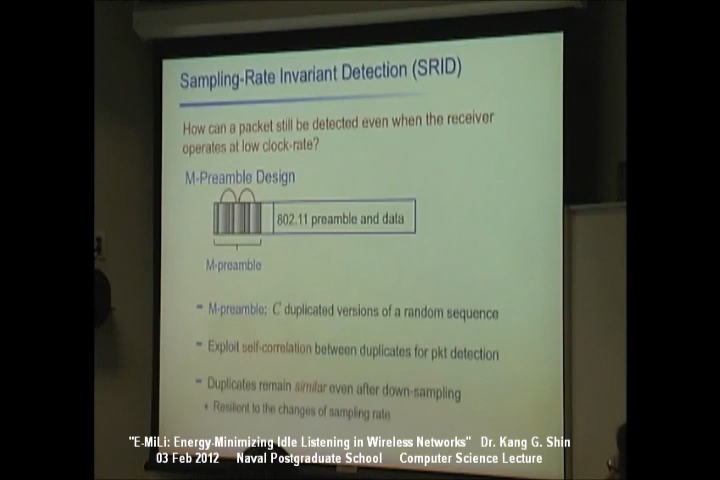 Sampling-Rate Invariant Detection (SRID)
How can a packet still be detected even when the receiver
operates at low clock-rate?
M-Preamble Design
802.11 preamble and data
M-preamble
M-preamble: C duplicated versions of a random sequence
Exploit self-correlation between duplicates for pkt detection
Duplicates remain similar even after down-sampling
Resilient to the changes of sampling rate
"E-MiLi: Energy-Minimizing Idle Listening in Wireless Networks" Dr. Kang G. Shin
03 Feb 2012 Naval Postgraduate School Computer Science Lecture